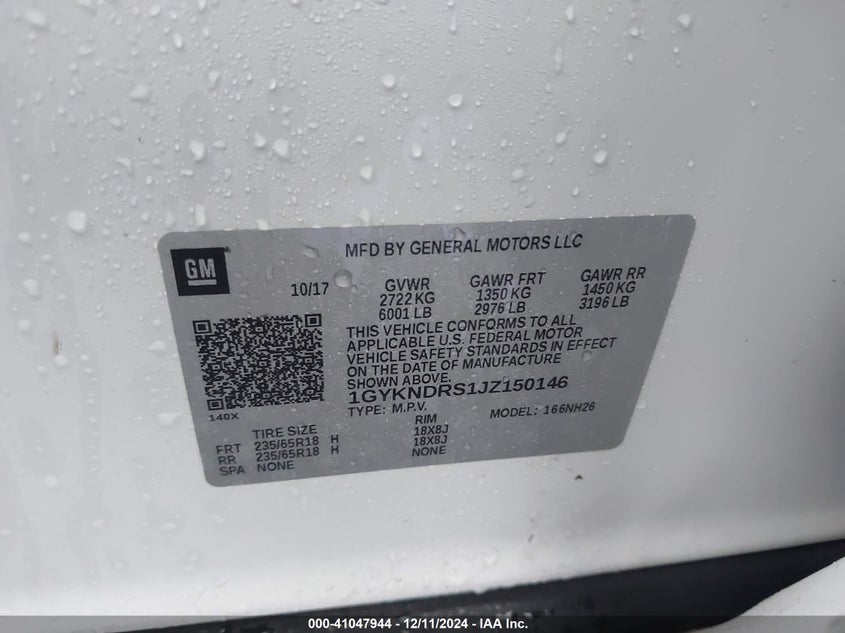 GM
MFD BY GENERAL MOTORS LLC
10/17
GVWR GAWR FRT GAWR RR
2722 KG 1350 KG 1450 KG
6001 LB 2976 LB 3196 LB
THIS VEHICLE CONFORMS TO ALL
APPLICABLE U.S. FEDERAL MOTOR
VEHICLE SAFETY STANDARDS IN EFFECT
ON THE DATE OF MANUFACTURE
SHOWN ABOVE.
1GYKNDRS1JZ150146
TYPE: M.P.V. MODEL: 166NH26
140X
TIRE SIZE RIM
FRT 235/65R18 H 18X8J
RR 235/65R18 H 18X8J
SPA NONE NONE
000-41047944 - 12/11/2024 - IAA Inc.